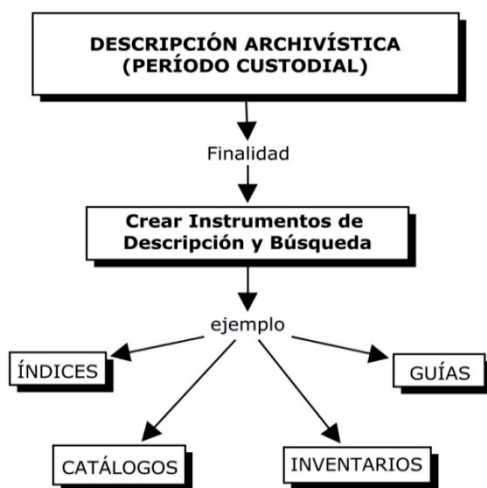 DESCRIPCIÓN ARCHIVÍSTICA
(PERÍODO CUSTODIAL)
Finalidad
Crear Instrumentos de
Descripción y Búsqueda
ejemplo
ÍNDICES
GUÍAS
CATÁLOGOS
INVENTARIOS